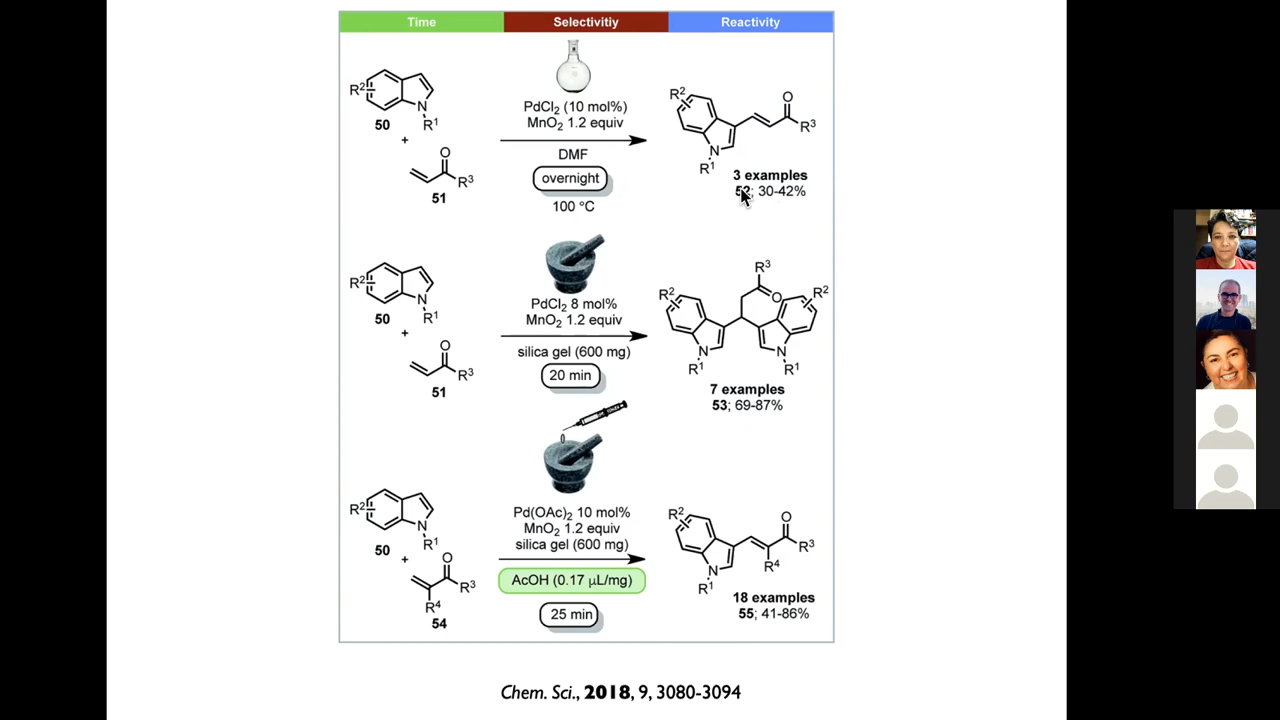 Time
Selectivitiy
Reactivity
R²
N
R¹
50
+
O
R³
51
PdCl₂ (10 mol%)
MnO₂ 1.2 equiv
DMF
overnight
100 °C
R²
N
R¹
O
R³
3 examples
52; 30-42%
R²
N
R¹
50
+
O
R³
51
PdCl₂ 8 mol%
MnO₂ 1.2 equiv
silica gel (600 mg)
20 min
R³
O
R²
R²
N
R¹
N
R¹
7 examples
53; 69-87%
R²
N
R¹
50
+
O
R³
R⁴
54
Pd(OAc)₂ 10 mol%
MnO₂ 1.2 equiv
silica gel (600 mg)
AcOH (0.17 μL/mg)
25 min
R²
N
R¹
O
R³
R⁴
18 examples
55; 41-86%
Chem. Sci., 2018, 9, 3080-3094